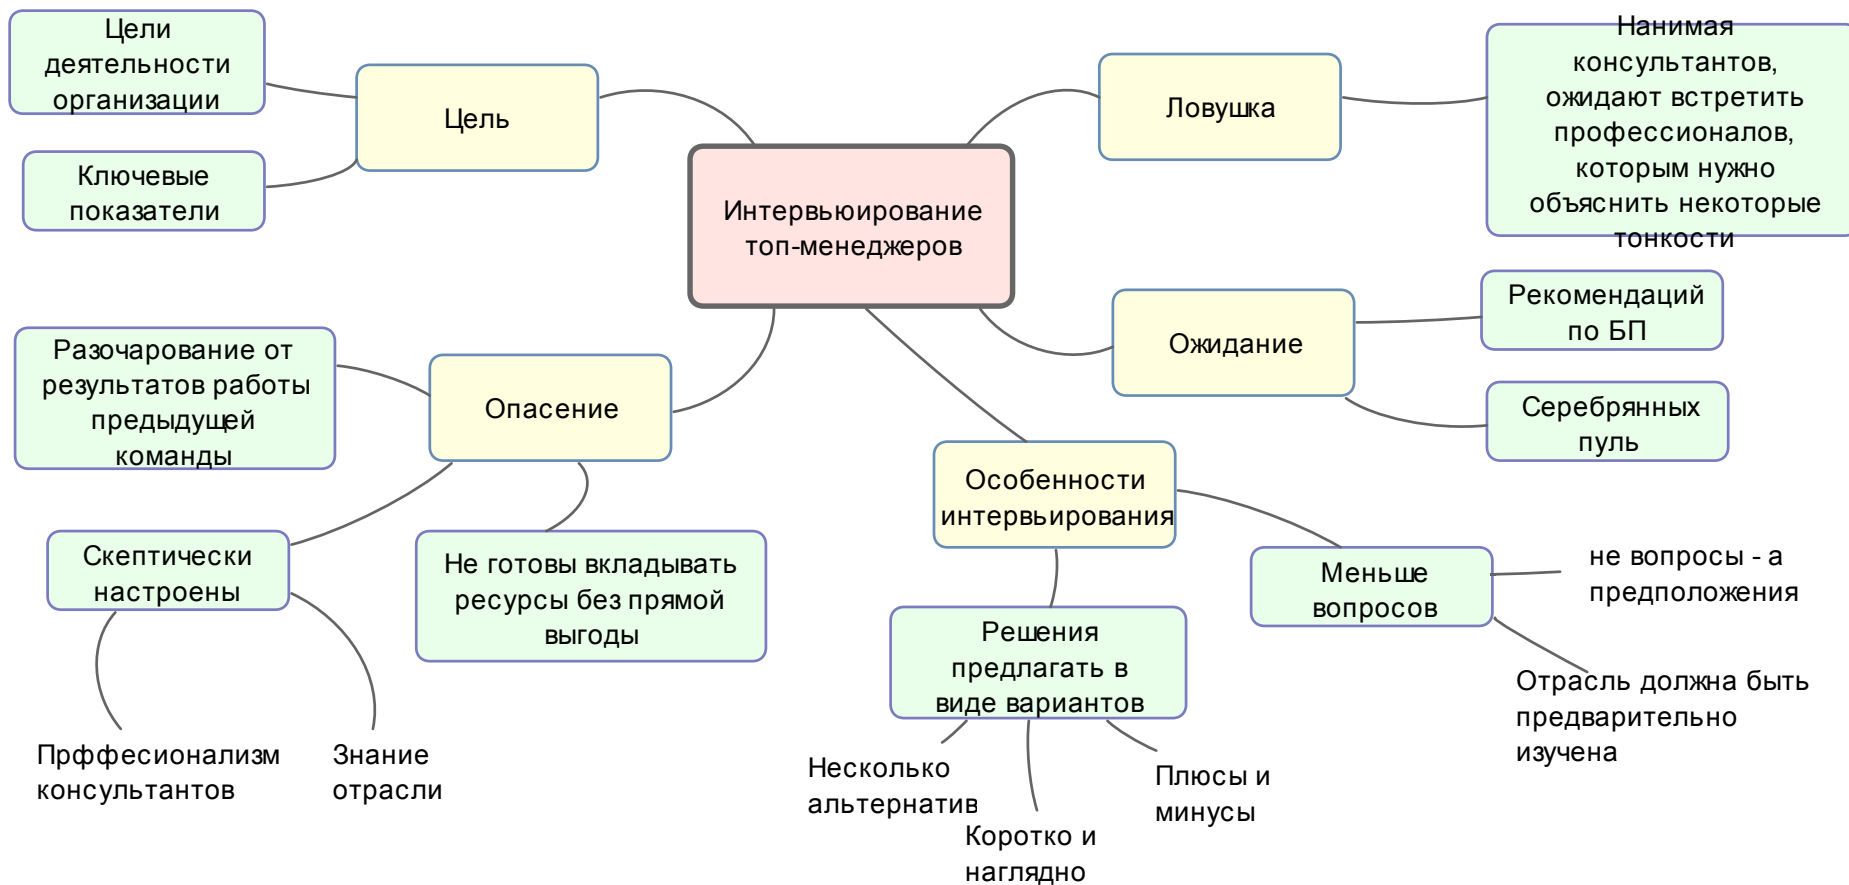 Цели
деятельности
организации
Цель
Ключевые
показатели
Интервьюирование
топ-менеджеров
Ловушка
Нанимая
консультантов,
ожидают встретить
профессионалов,
которым нужно
объяснить некоторые
тонкости
Ожидание
Рекомендаций
по БП
Серебрянных
пуль
Опасение
Разочарование от
результатов работы
предыдущей
команды
Скептически
настроены
Не готовы вкладывать
ресурсы без прямой
выгоды
Прффесионализм
консультантов
Знание
отрасли
Особенности
интервьирования
Меньше
вопросов
не вопросы - а
предположения
Отрасль должна быть
предварительно
изучена
Решения
предлагать в
виде вариантов
Несколько
альтернатив
Коротко и
наглядно
Плюсы и
минусы